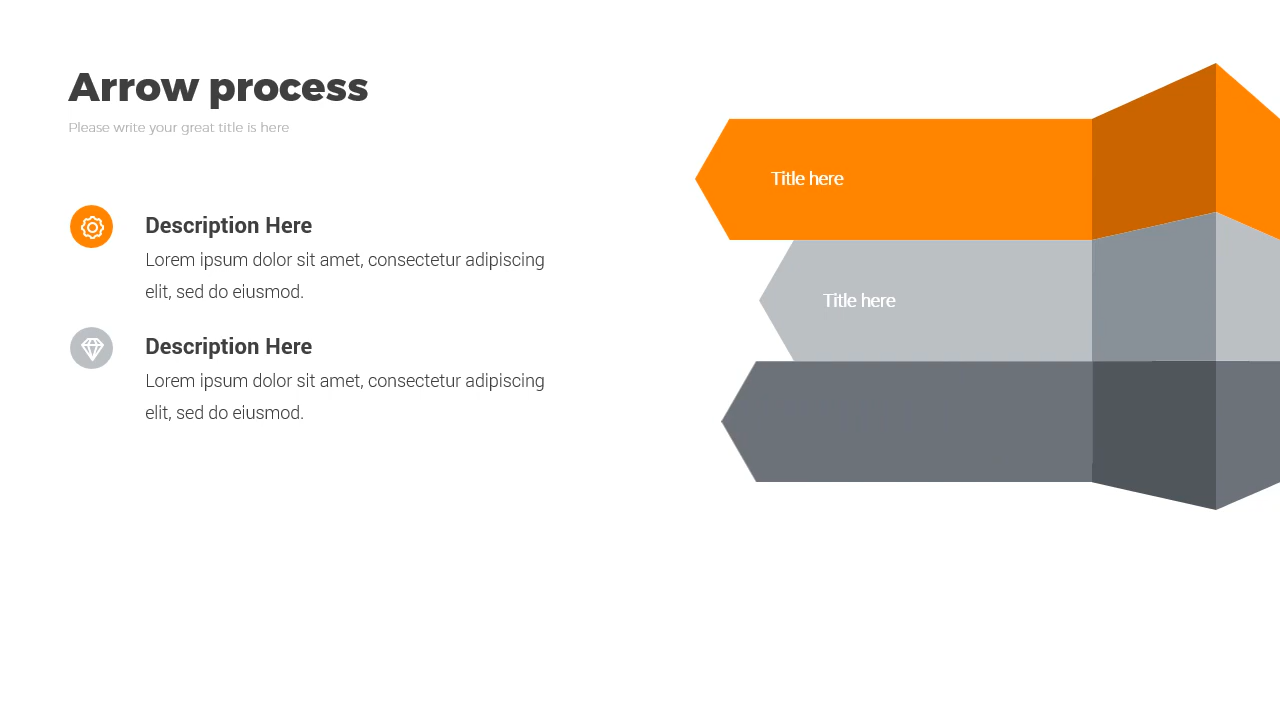 Arrow process
Please write your great title is here
Description Here
Lorem ipsum dolor sit amet, consectetur adipiscing
elit, sed do eiusmod.
Description Here
Lorem ipsum dolor sit amet, consectetur adipiscing
elit, sed do eiusmod.
Title here
Title here